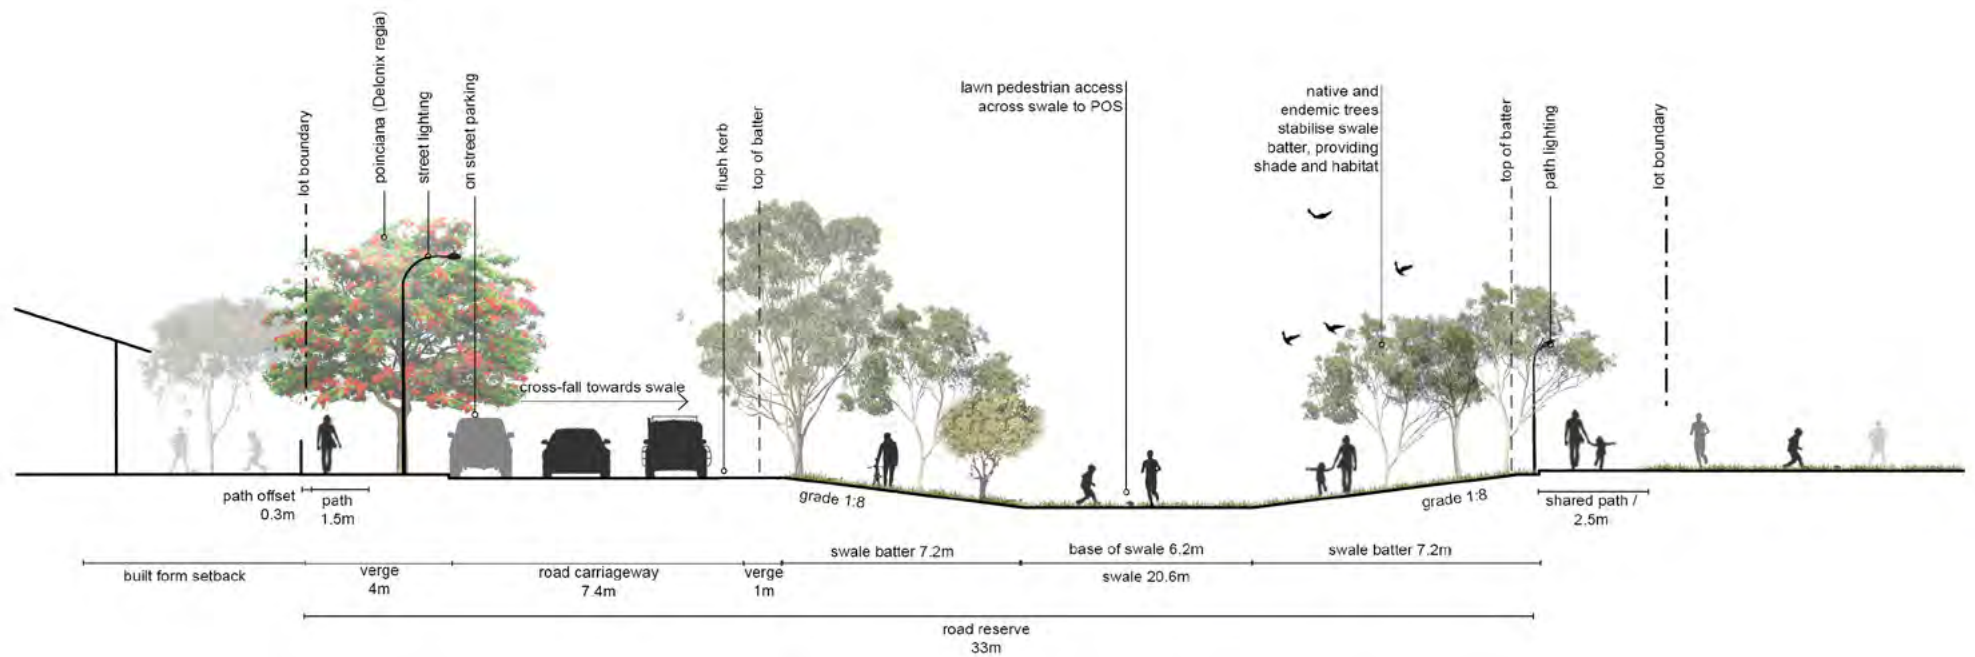 lot boundary
poinciana (Delonix regia)
street lighting
on street parking
flush kerb
top of batter
lawn pedestrian access
across swale to POS
native and
endemic trees
stabilise swale
batter, providing
shade and habitat
top of batter
path lighting
lot boundary
cross-fall towards swale
path offset
0.3m
path
1.5m
grade 1:8
grade 1:8
shared path /
2.5m
swale batter 7.2m
base of swale 6.2m
swale batter 7.2m
built form setback
verge
4m
road carriageway
7.4m
verge
1m
swale 20.6m
road reserve
33m